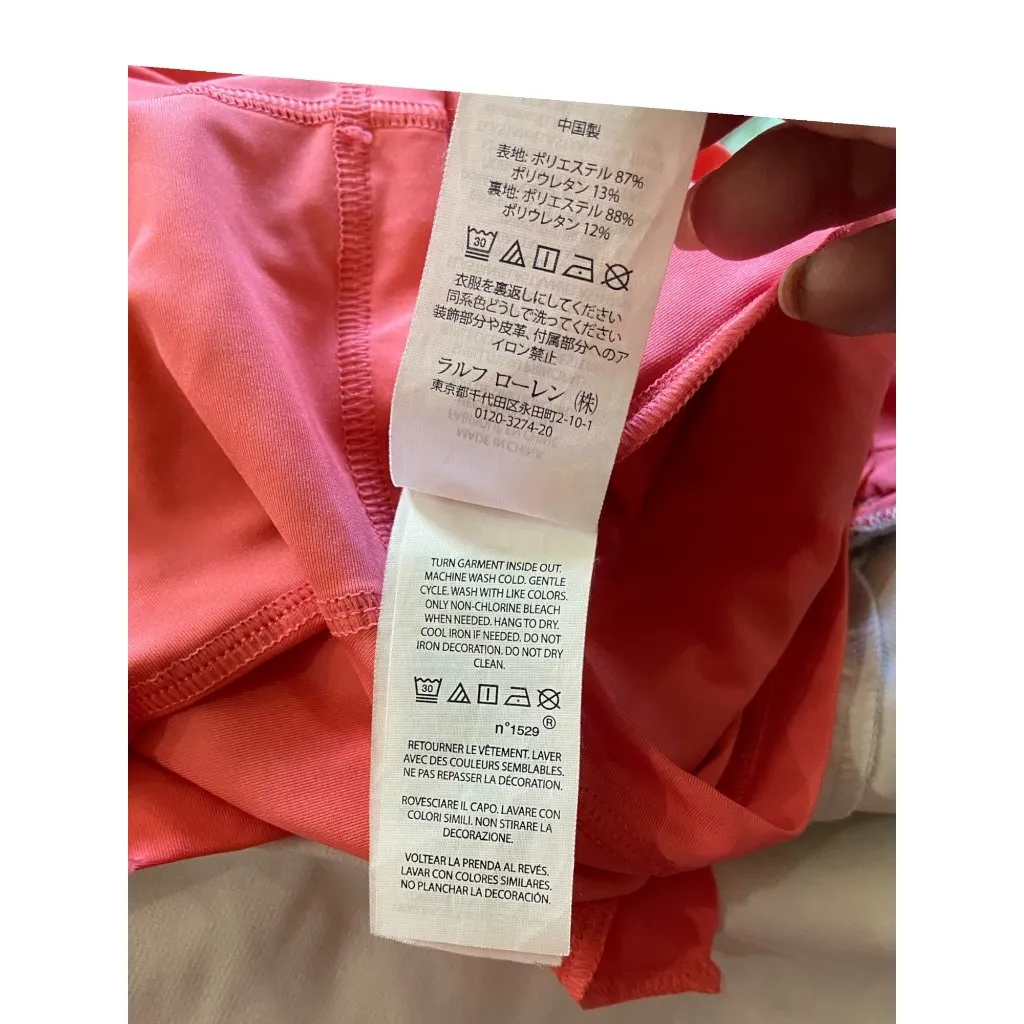 中国製
表地: ポリエステル 87%
ポリウレタン 13%
裏地: ポリエステル 88%
ポリウレタン 12%
30
衣服を裏返しにしてください
同系色どうしで洗ってください
装飾部分や皮革、付属部分へのア
イロン禁止
ラルフ ローレン (株)
東京都千代田区永田町2-10-1
0120-3274-20
FABRIQUÉ EN CHINE
MADE IN CHINA
TURN GARMENT INSIDE OUT.
MACHINE WASH COLD. GENTLE
CYCLE. WASH WITH LIKE COLORS.
ONLY NON-CHLORINE BLEACH
WHEN NEEDED. HANG TO DRY.
COOL IRON IF NEEDED. DO NOT
IRON DECORATION. DO NOT DRY
CLEAN.
30
n°1529 ®
RETOURNER LE VÊTEMENT. LAVER
AVEC DES COULEURS SEMBLABLES.
NE PAS REPASSER LA DÉCORATION.
ROVESCIARE IL CAPO. LAVARE CON
COLORI SIMILI. NON STIRARE LA
DECORAZIONE.
VOLTEAR LA PRENDA AL REVÉS.
LAVAR CON COLORES SIMILARES.
NO PLANCHAR LA DECORACIÓN.